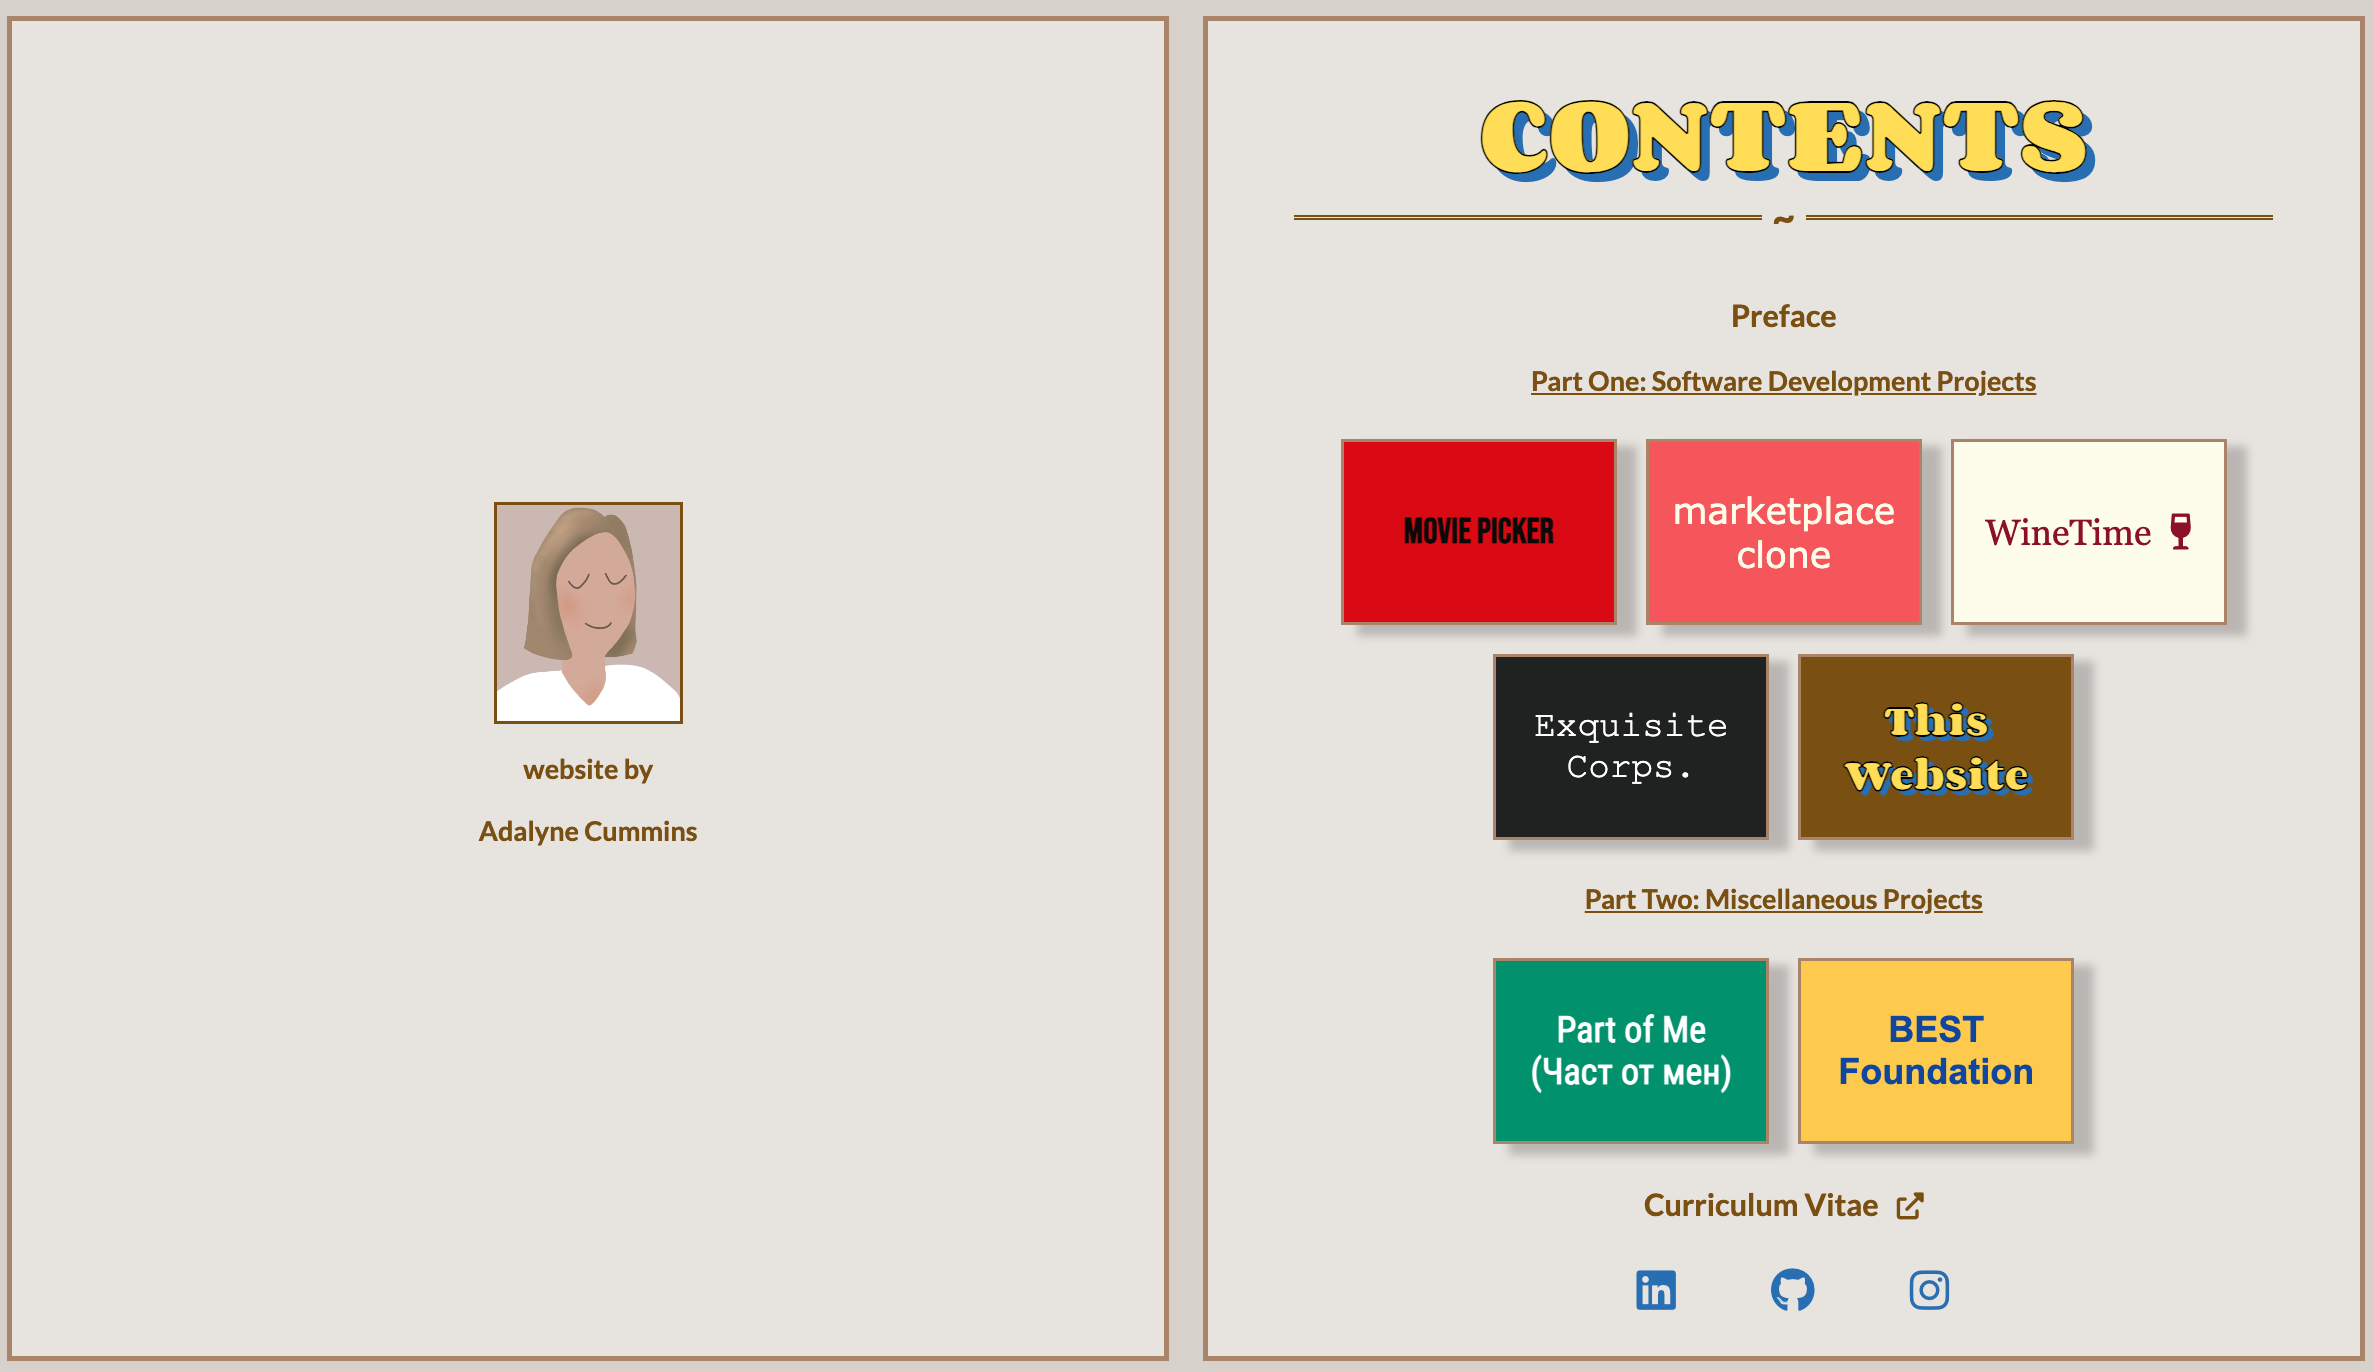 website by
Adalyne Cummins
CONTENTS
~
Preface
Part One: Software Development Projects
MOVIE PICKER
marketplace
clone
WineTime
Exquisite
Corps.
This
Website
Part Two: Miscellaneous Projects
Part of Me
(Част от мен)
BEST
Foundation
Curriculum Vitae
in